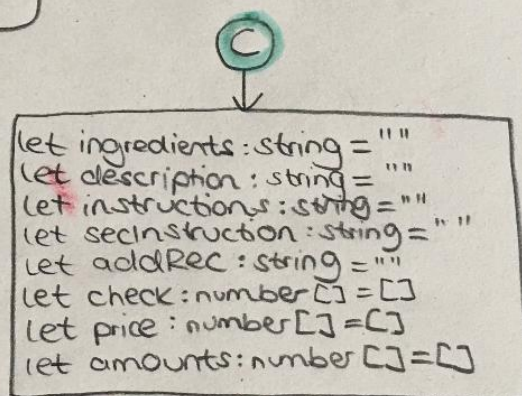 C
let ingredients: string = ""
let description: string = ""
let instructions: string = ""
let secInstruction: string = " "
let addRec: string = ""
let check: number [] = []
let price: number [] = []
let amounts: number [] = []